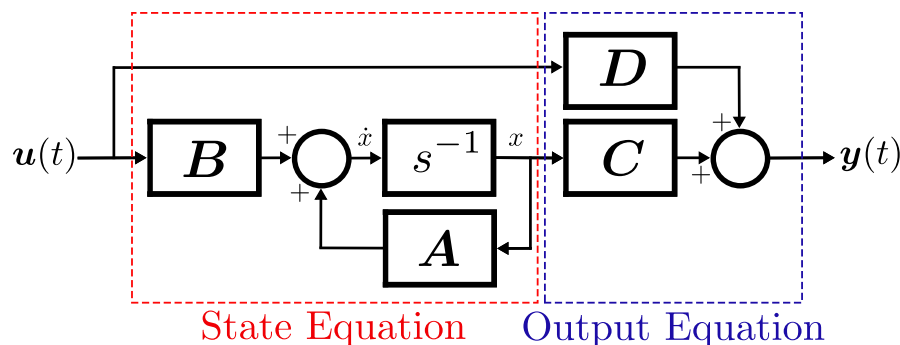 D
+
u(t)
B
+
ẋ
s⁻¹
x
C
+
y(t)
+
A
State Equation
Output Equation